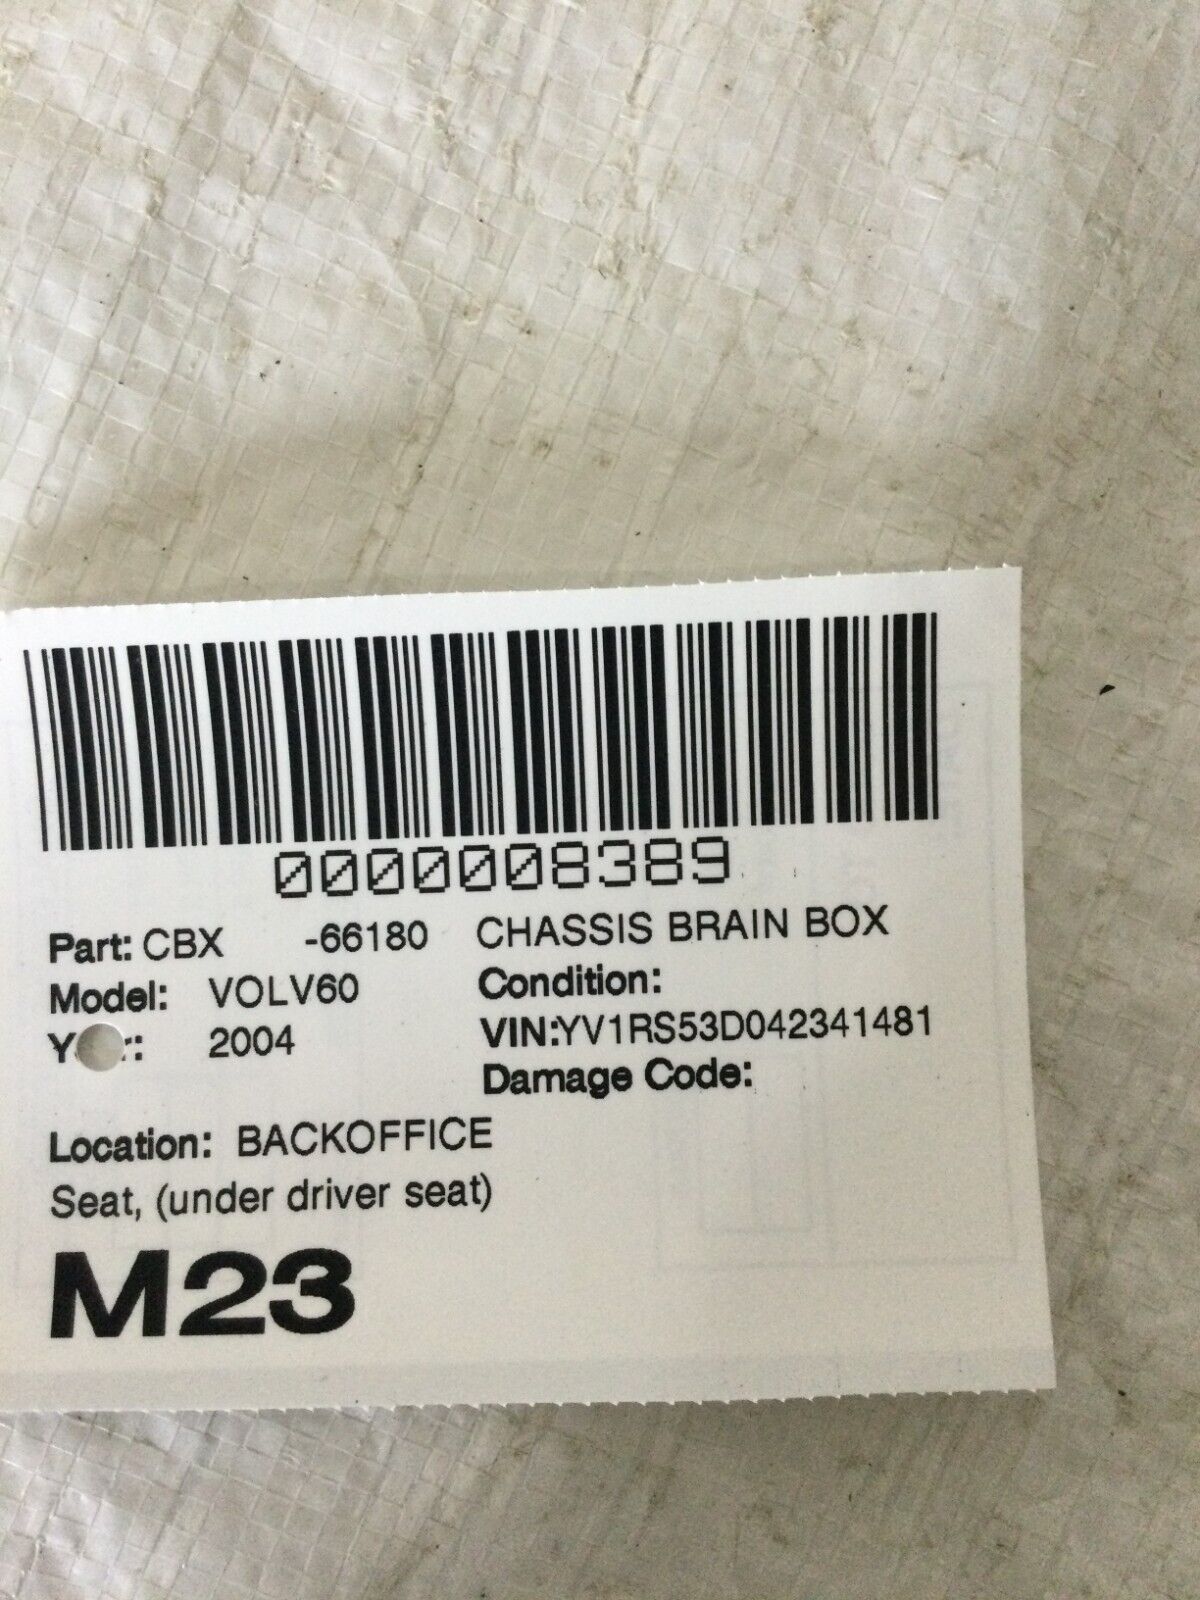 0000008389
Part: CBX -66180 CHASSIS BRAIN BOX
Model: VOLV60 Condition:
2004 VIN:YV1RS53D042341481
Damage Code:
Location: BACKOFFICE
Seat, (under driver seat)
M23